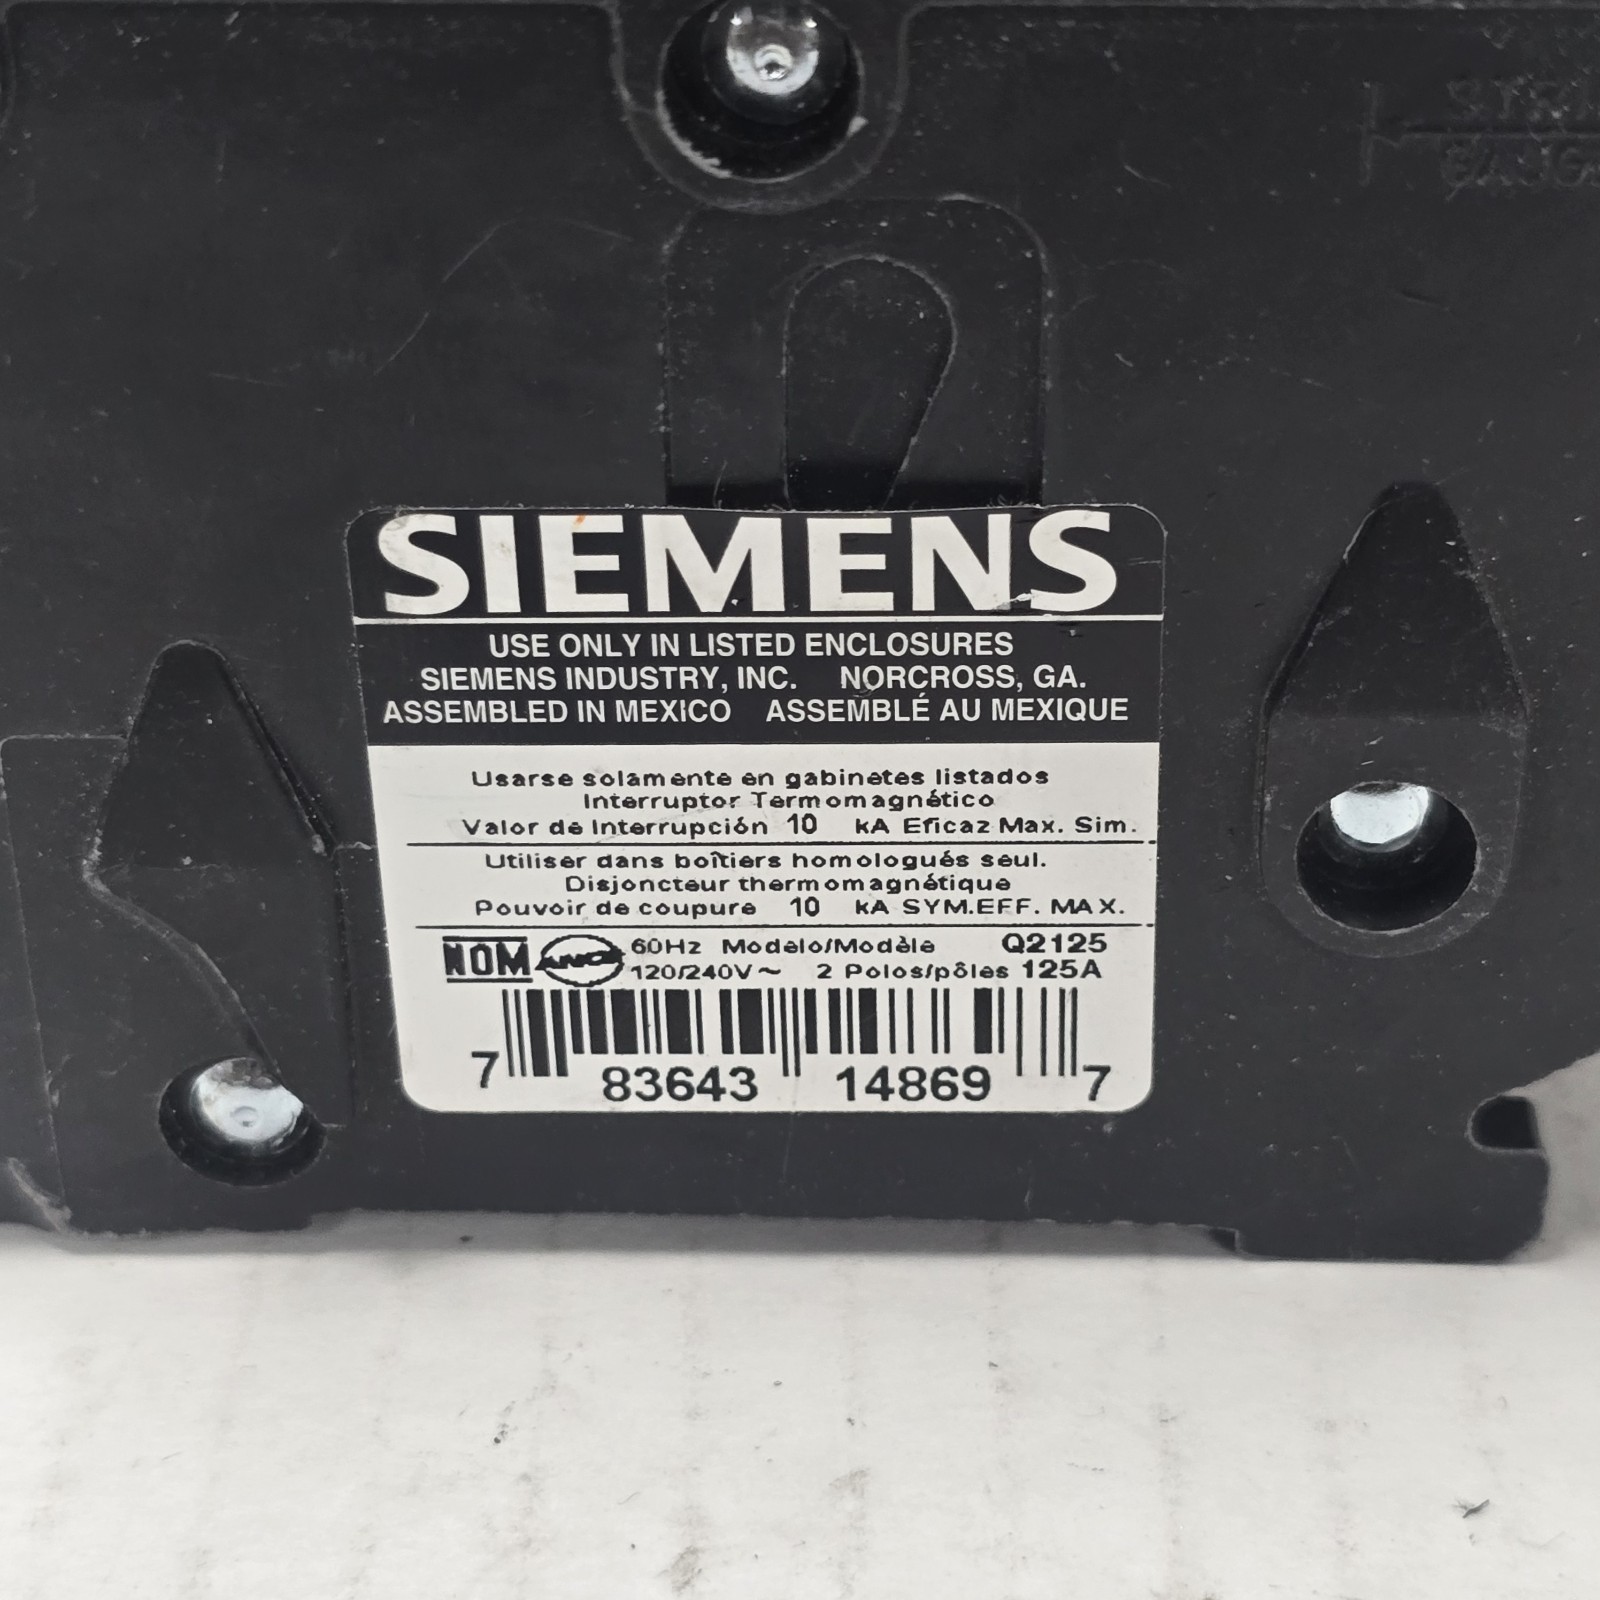 SIEMENS
USE ONLY IN LISTED ENCLOSURES
SIEMENS INDUSTRY, INC. NORCROSS, GA.
ASSEMBLED IN MEXICO ASSEMBLÉ AU MEXIQUE
Usarse solamente en gabinetes listados
Interruptor Termomagnético
Valor de Interrupción 10 kA Eficaz Max. Sim.
Utiliser dans boîtiers homologués seul.
Disjoncteur thermomagnétique
Pouvoir de coupure 10 kA SYM.EFF. MAX.
NOM ANCE 60Hz Modelo/Modèle Q2125
120/240V~ 2 Polos/pôles 125A
7 83643 14869 7